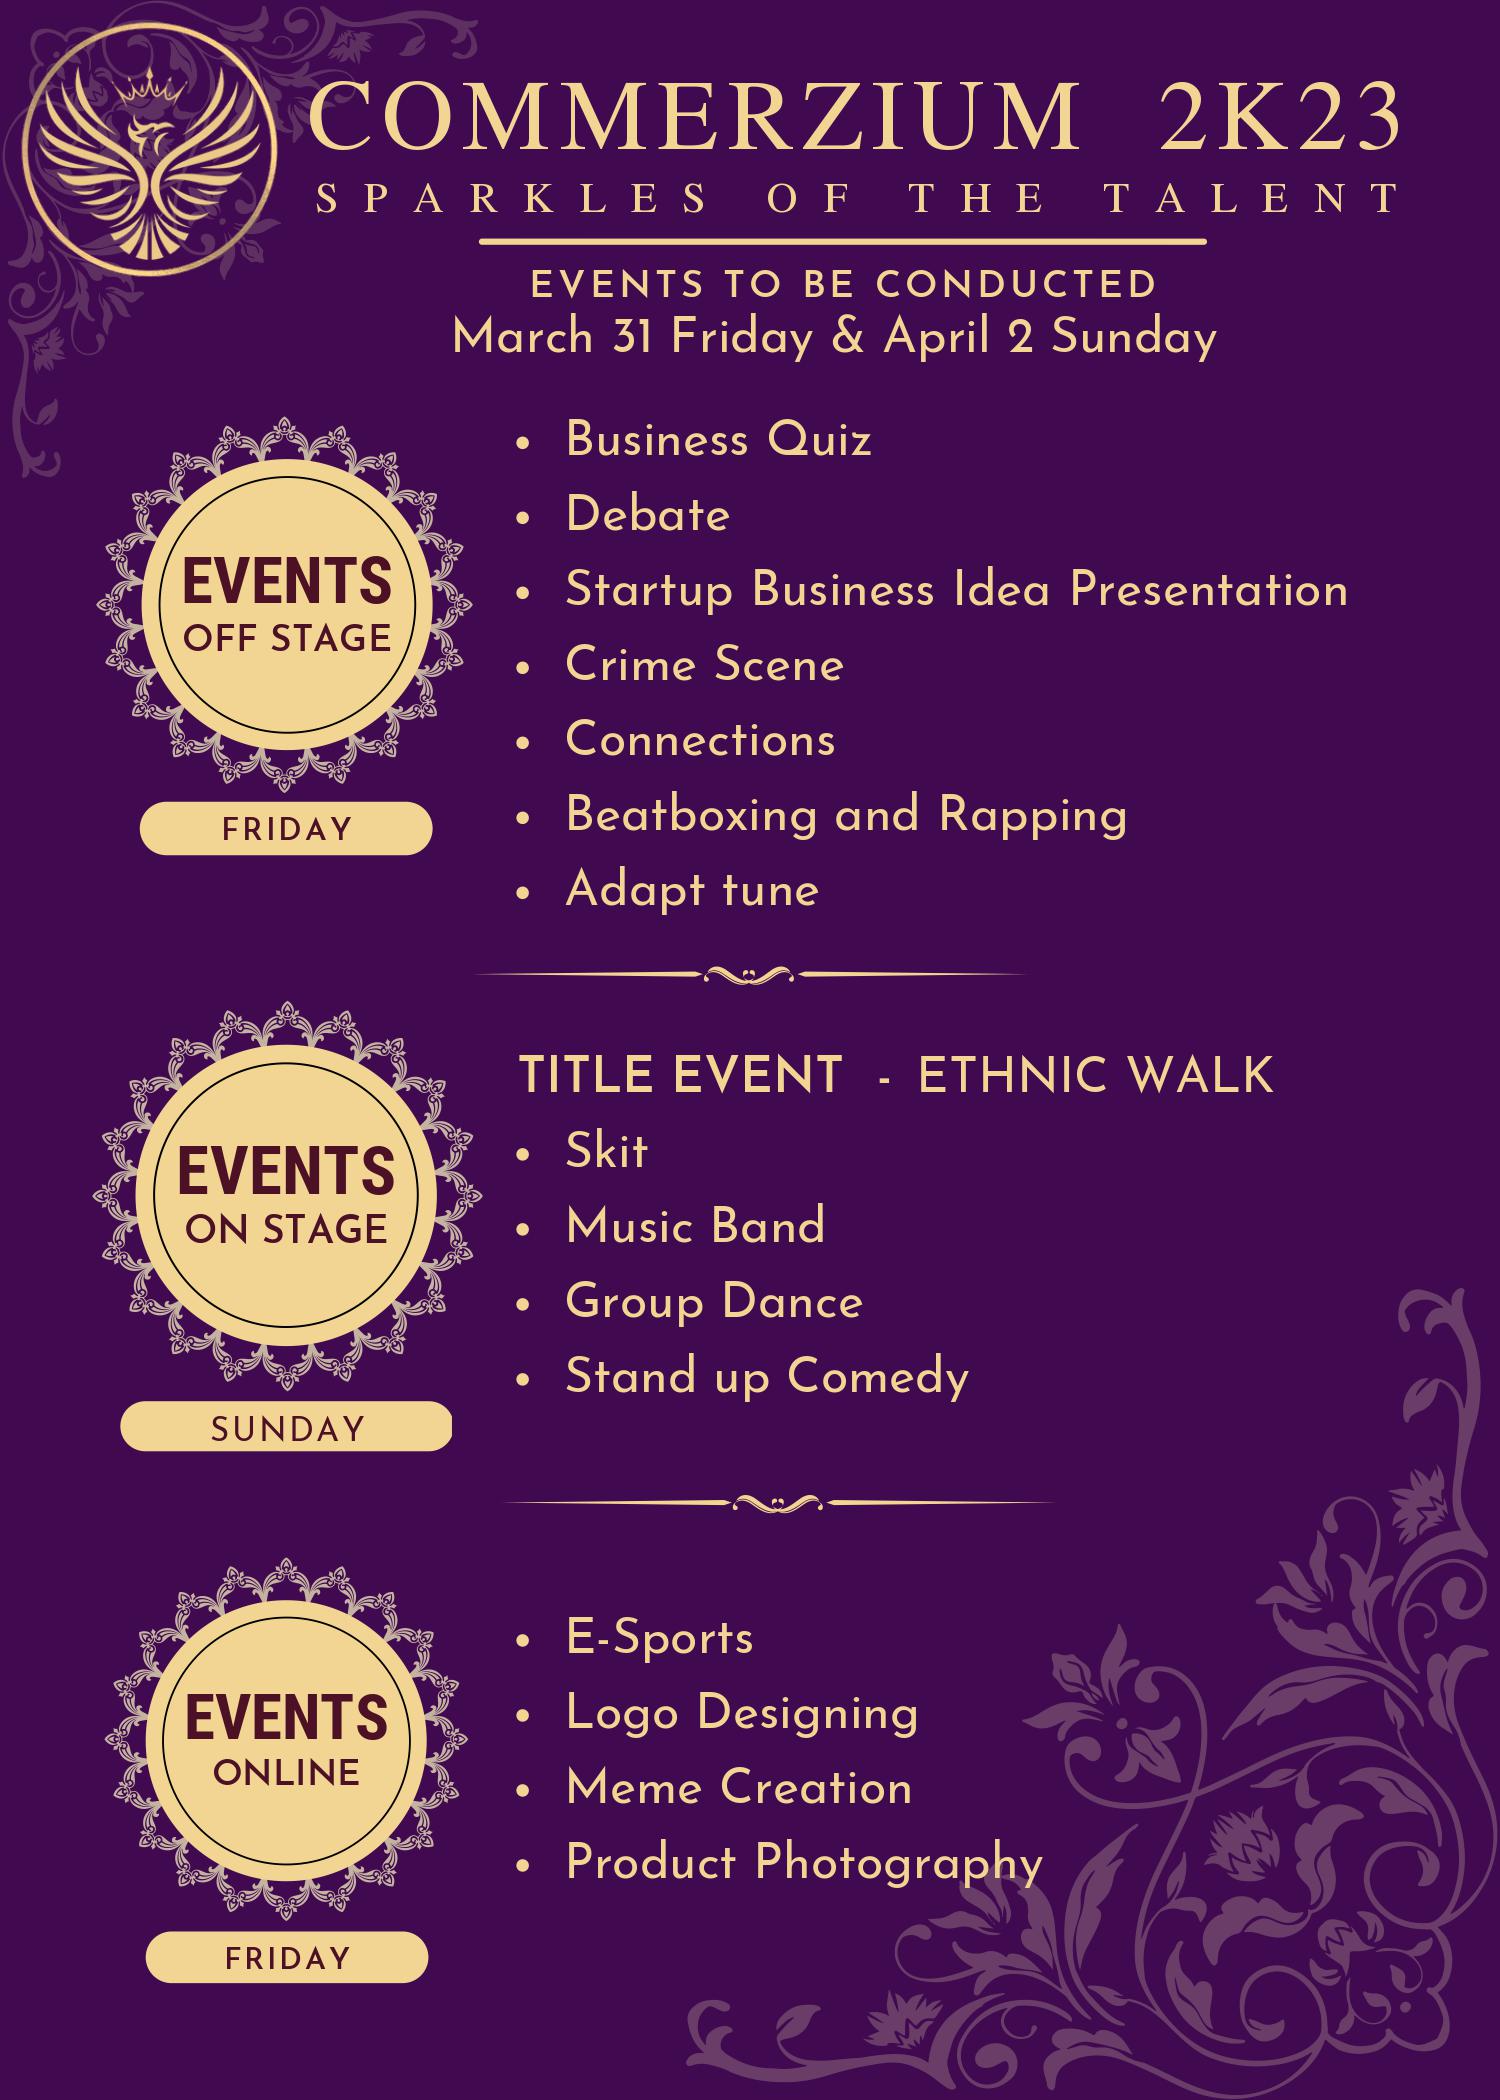 COMMERZIUM 2K23
SPARKLES OF THE TALENT
EVENTS TO BE CONDUCTED
March 31 Friday & April 2 Sunday
EVENTS
OFF STAGE
FRIDAY
• Business Quiz
• Debate
• Startup Business Idea Presentation
• Crime Scene
• Connections
• Beatboxing and Rapping
• Adapt tune
EVENTS
ON STAGE
SUNDAY
TITLE EVENT - ETHNIC WALK
• Skit
• Music Band
• Group Dance
• Stand up Comedy
EVENTS
ONLINE
FRIDAY
• E-Sports
• Logo Designing
• Meme Creation
• Product Photography